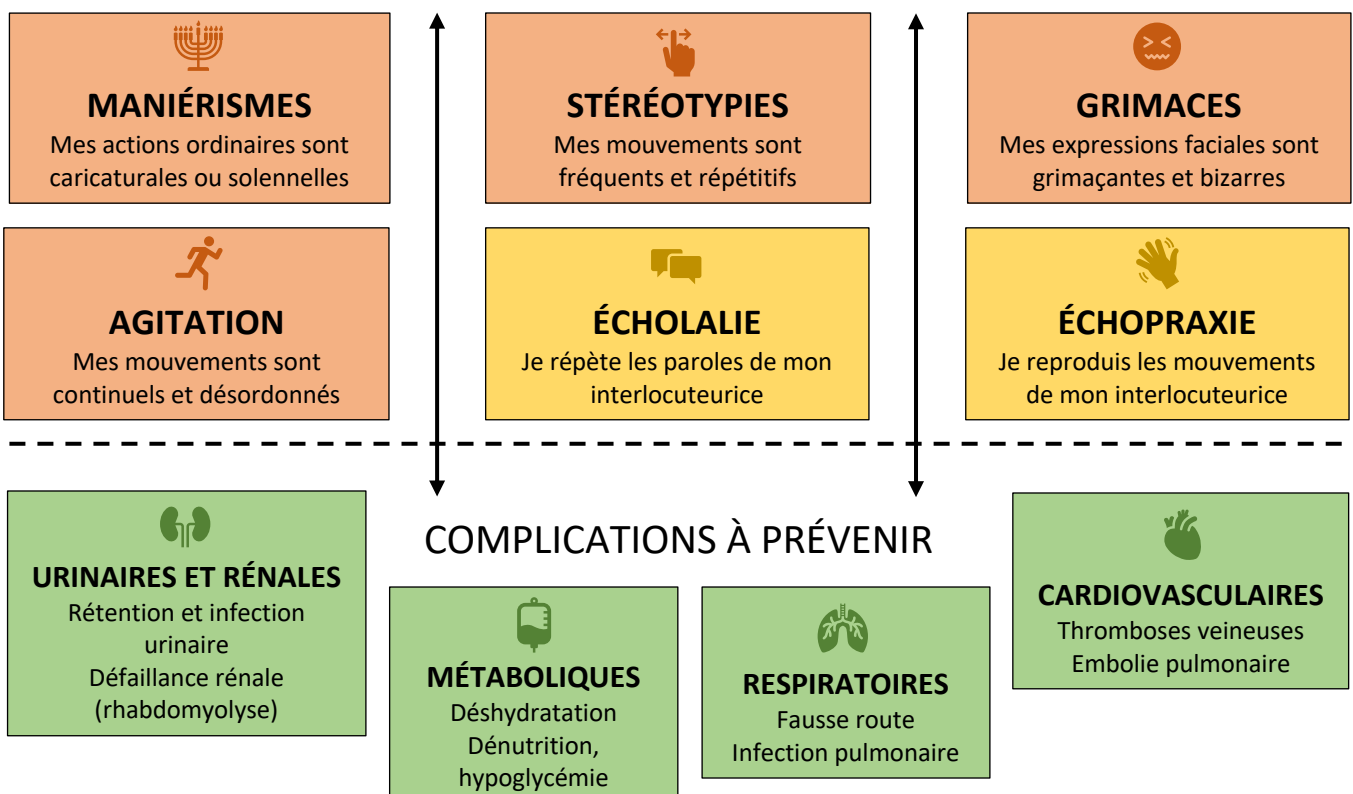 MANIÉRISMES
Mes actions ordinaires sont
caricaturales ou solennelles
STÉRÉOTYPIES
Mes mouvements sont
fréquents et répétitifs
GRIMACES
Mes expressions faciales sont
grimaçantes et bizarres
AGITATION
Mes mouvements sont
continuels et désordonnés
ÉCHOLALIE
Je répète les paroles de mon
interlocuteurice
ÉCHOPRAXIE
Je reproduis les mouvements
de mon interlocuteurice
COMPLICATIONS À PRÉVENIR
URINAIRES ET RÉNALES
Rétention et infection
urinaire
Défaillance rénale
(rhabdomyolyse)
MÉTABOLIQUES
Déshydratation
Dénutrition,
hypoglycémie
RESPIRATOIRES
Fausse route
Infection pulmonaire
CARDIOVASCULAIRES
Thromboses veineuses
Embolie pulmonaire